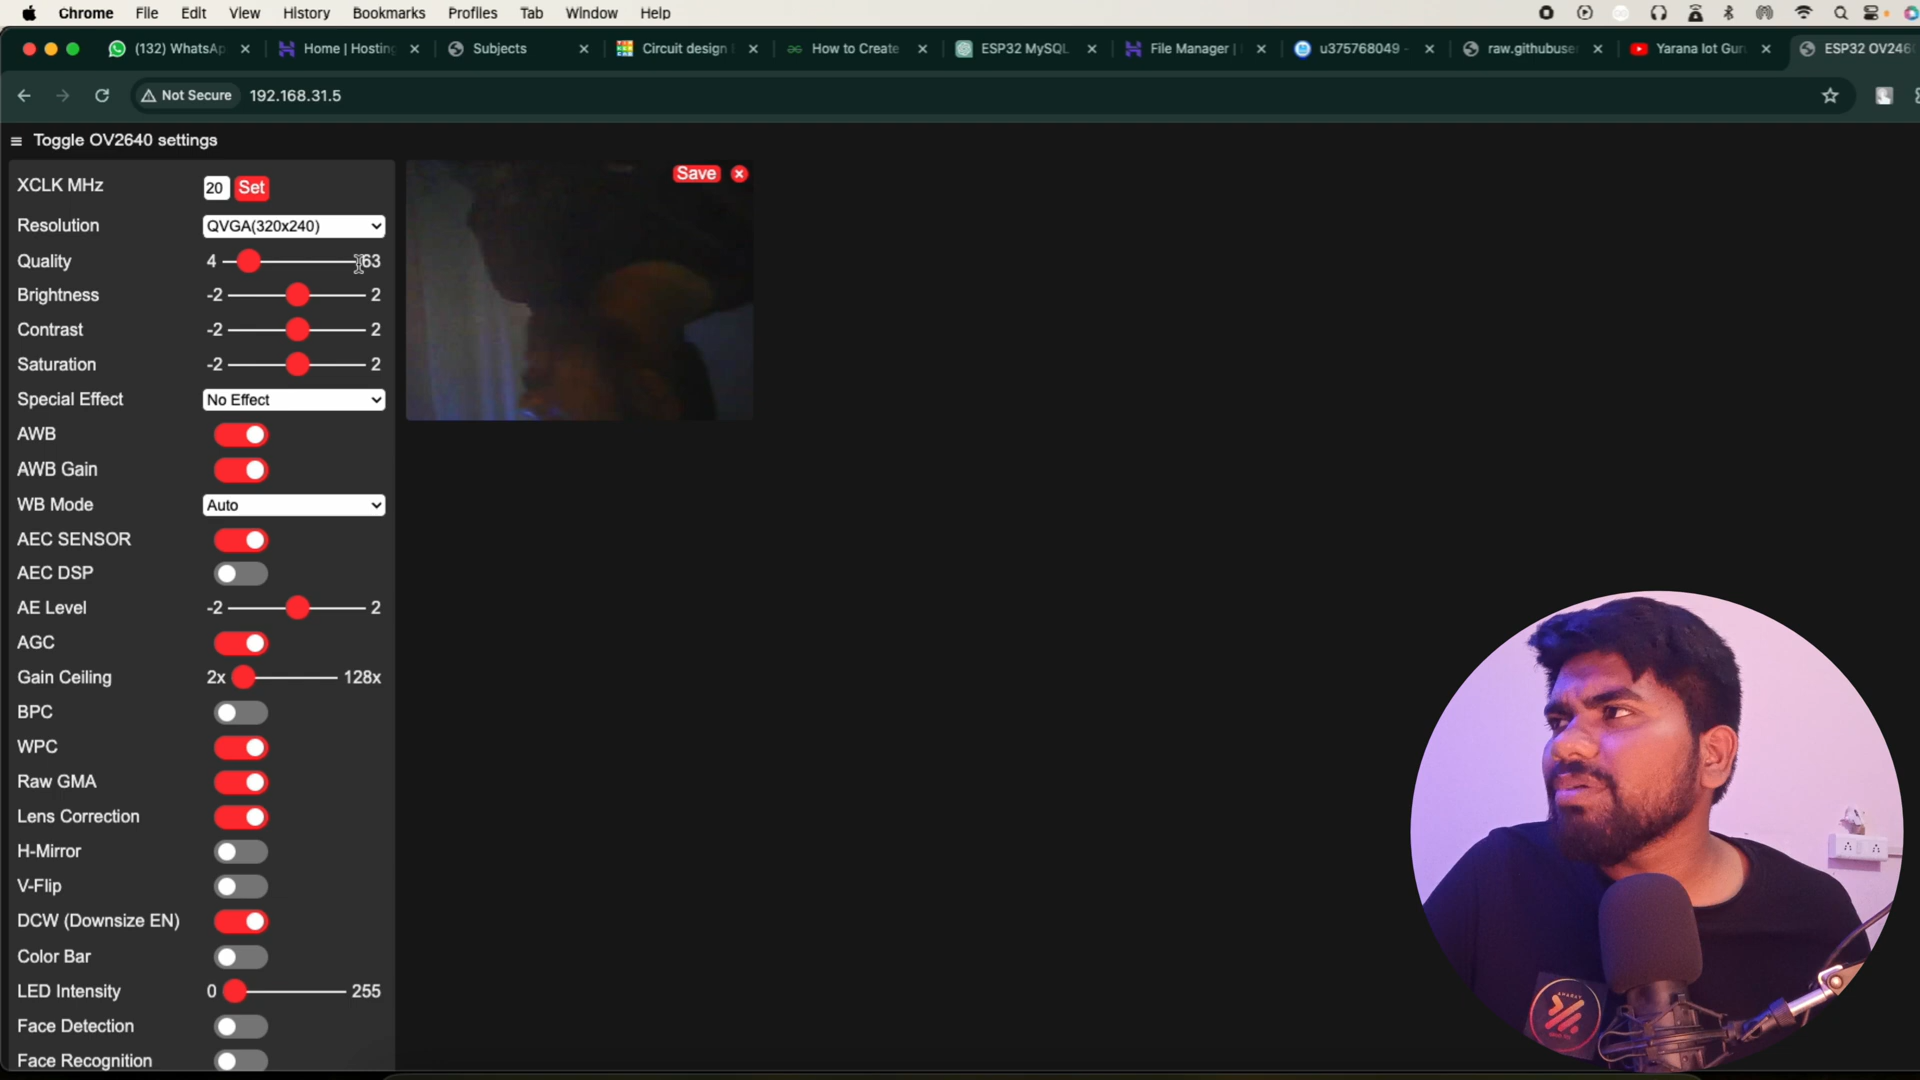 Chrome File Edit View History Bookmarks Profiles Tab Window Help
(132) WhatsAp Home | Hosting Subjects Circuit design How to Create ESP32 MySQL File Manager | u375768049 - raw.githubuse Yarana Iot Gur ESP32 OV246
Not Secure 192.168.31.5
Toggle OV2640 settings
XCLK MHz 20 Set
Save
Resolution QVGA(320x240)
Quality 4 63
Brightness -2 2
Contrast -2 2
Saturation -2 2
Special Effect No Effect
AWB
AWB Gain
WB Mode Auto
AEC SENSOR
AEC DSP
AE Level -2 2
AGC
Gain Ceiling 2x 128x
BPC
WPC
Raw GMA
Lens Correction
H-Mirror
V-Flip
DCW (Downsize EN)
Color Bar
LED Intensity 0 255
Face Detection
Face Recognition